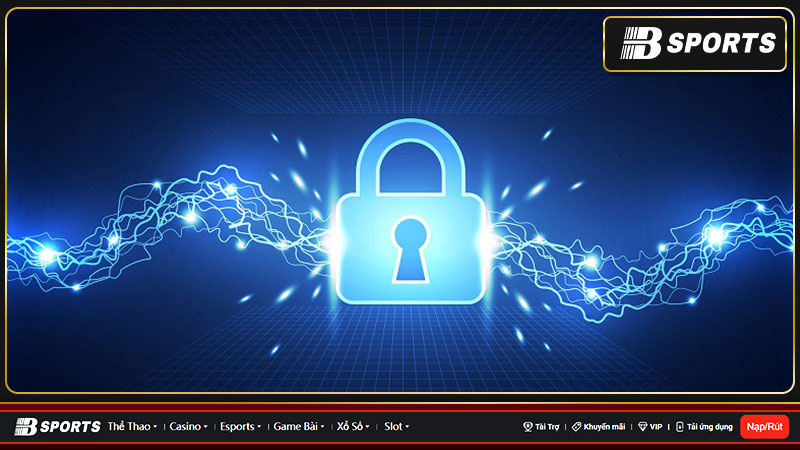 B SPORTS
B SPORTS Thể Thao Casino Esports Game Bài Xổ Số Slot Tài Trợ Khuyến mãi VIP Tải ứng dụng Nạp/Rút